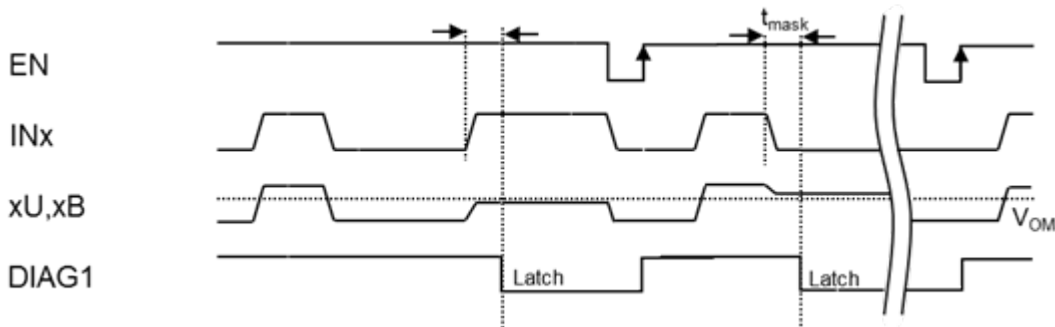 t_mask
EN
INx
xU,xB
V_OM
DIAG1
Latch
Latch